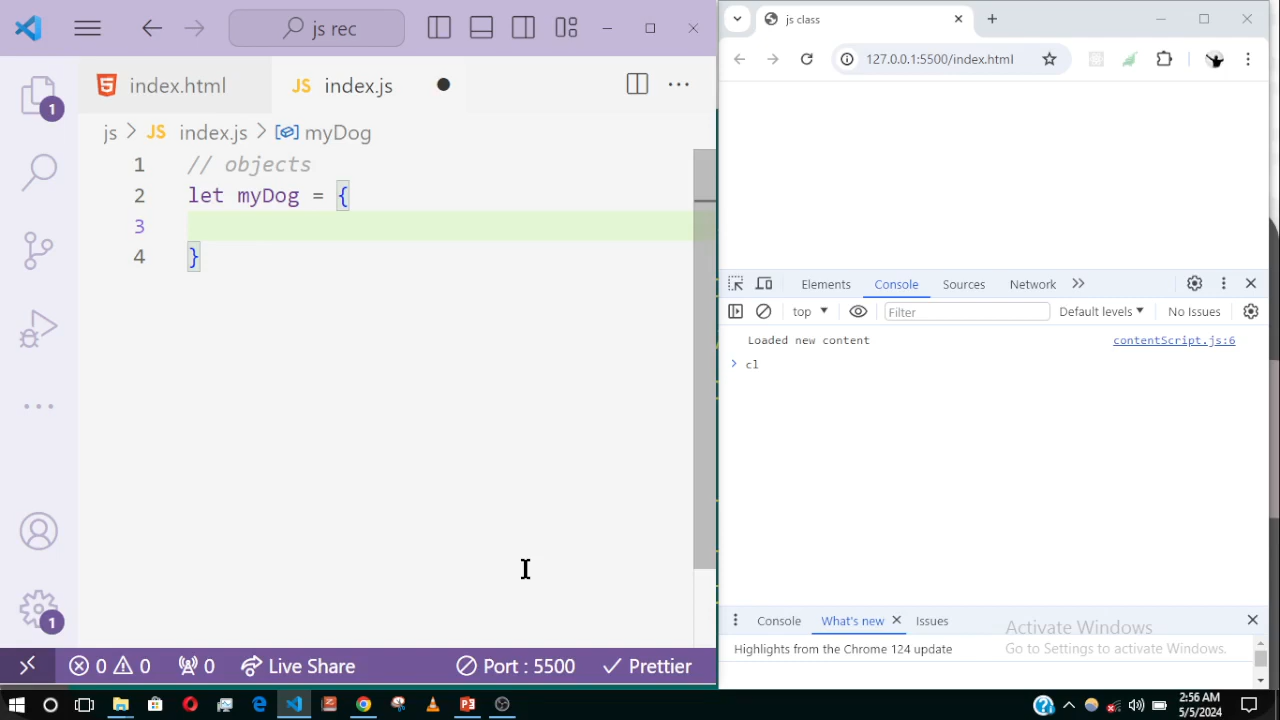 js rec
index.html
JS index.js
js
JS index.js
myDog
1 // objects
2 let myDog = {
3
4 }
1
1
0 0
0
Live Share
Port : 5500
Prettier
js class
127.0.0.1:5500/index.html
Elements
Console
Sources
Network
top
Filter
Default levels
No Issues
Loaded new content
contentScript.js:6
> cl
Console
What's new
Issues
Highlights from the Chrome 124 update
Activate Windows
Go to Settings to activate Windows.
2:56 AM
5/5/2024